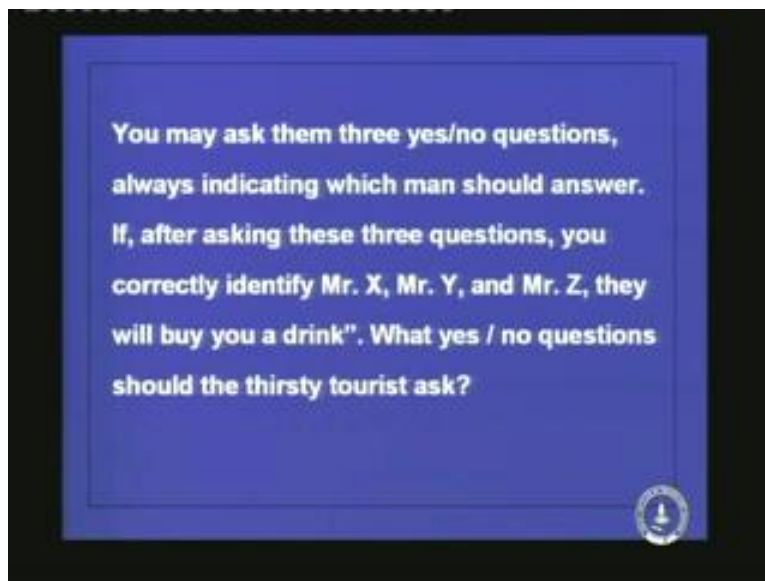 You may ask them three yes/no questions,
always indicating which man should answer.
If, after asking these three questions, you
correctly identify Mr. X, Mr. Y, and Mr. Z, they
will buy you a drink”. What yes / no questions
should the thirsty tourist ask?